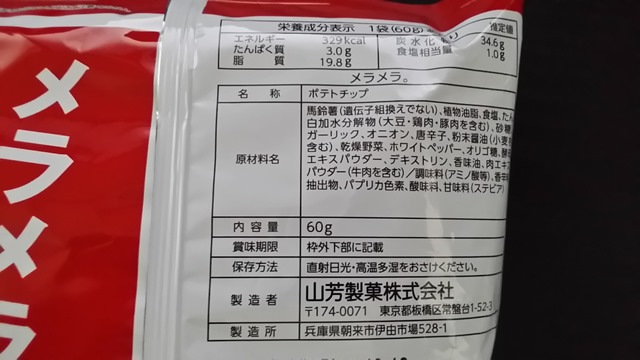 メラメラ
栄養成分表示 1袋(60g)
推定値
エネルギー 329kcal
炭水化物 34.6g
たんぱく質 3.0g
食塩相当量 1.0g
脂質 19.8g
メラメラ。
名称 ポテトチップ
原材料名
馬鈴薯(遺伝子組換えでない)、植物油脂、食塩、たん
白加水分解物(大豆・鶏肉・豚肉を含む)、砂糖
ガーリック、オニオン、唐辛子、粉末醤油(小麦
含む)、乾燥野菜、ホワイトペッパー、オリゴ糖、
エキスパウダー、デキストリン、香味油、肉エキ
パウダー(牛肉を含む)/調味料(アミノ酸等)、
抽出物、パプリカ色素、酸味料、甘味料(ステビア)
内容量 60g
賞味期限 枠外下部に記載
保存方法 直射日光・高温多湿をおさけください。
製造者 山芳製菓株式会社
〒174-0071 東京都板橋区常盤台1-52-3
製造所 兵庫県朝来市伊由市場528-1